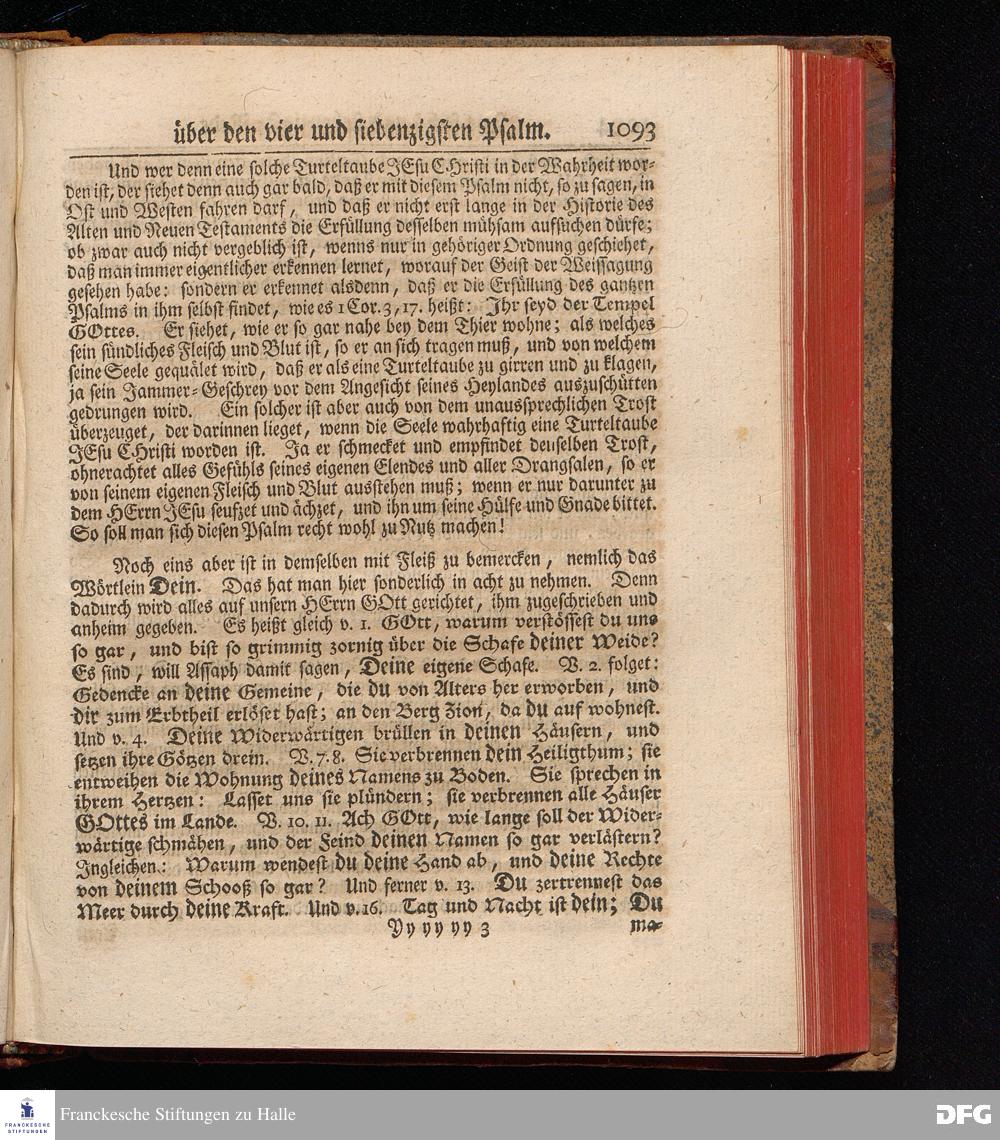 über den vier und siebenzigsten Psalm. 1093
Und wer denn eine solche Turteltaube JEsu CHristi in der Wahrheit wor-
den ist, der siehet denn auch gar bald, daß er mit diesem Psalm nicht, so zu sagen, in
Ost und Westen fahren darf, und daß er nicht erst lange in der Historie des
Alten und Neuen Testaments die Erfüllung desselben mühsam aufsuchen dürfe;
ob zwar auch nicht vergeblich ist, wenns nur in gehöriger Ordnung geschiehet,
daß man immer eigentlicher erkennen lernet, worauf der Geist der Weissagung
gesehen habe: sondern er erkennet alsdenn, daß er die Erfüllung des gantzen
Psalms in ihm selbst findet, wie es 1 Cor. 3, 17. heißt: Ihr seyd der Tempel
GOttes. Er siehet, wie er so gar nahe bey dem Thier wohne; als welches
sein sündliches Fleisch und Blut ist, so er an sich tragen muß, und von welchem
seine Seele gequälet wird, daß er als eine Turteltaube zu girren und zu klagen,
ja sein Jammer-Geschrey vor dem Angesicht seines Heylandes auszuschütten
gedrungen wird. Ein solcher ist aber auch von dem unaussprechlichen Trost
überzeuget, der darinnen lieget, wenn die Seele wahrhaftig eine Turteltaube
JEsu CHristi worden ist. Ja er schmecket und empfindet denselben Trost,
ohnerachtet alles Gefühls seines eigenen Elendes und aller Drangsalen, so er
von seinem eigenen Fleisch und Blut ausstehen muß; wenn er nur darunter zu
dem HErrn JEsu seufzet und ächzet, und ihn um seine Hülfe und Gnade bittet.
So soll man sich diesen Psalm recht wohl zu Nutz machen!
Noch eins aber ist in demselben mit Fleiß zu bemercken, nemlich das
Wörtlein Dein. Das hat man hier sonderlich in acht zu nehmen. Denn
dadurch wird alles auf unsern HErrn GOtt gerichtet, ihm zugeschrieben und
anheim gegeben. Es heißt gleich v. 1. GOtt, warum verstössest du uns
so gar, und bist so grimmig zornig über die Schafe deiner Weide?
Es sind, will Assaph damit sagen, Deine eigene Schafe. V. 2. folget:
Gedencke an deine Gemeine, die du von Alters her erworben, und
dir zum Erbtheil erlöset hast; an den Berg Zion, da du auf wohnest.
Und v. 4. Deine Widerwärtigen brüllen in deinen Häusern, und
setzen ihre Götzen drein. V. 7. 8. Sie verbrennen dein Heiligthum; sie
entweihen die Wohnung deines Namens zu Boden. Sie sprechen in
ihrem Hertzen: Lasset uns sie plündern; sie verbrennen alle Häuser
GOttes im Lande. V. 10. 11. Ach GOtt, wie lange soll der Wider-
wärtige schmähen, und der Feind deinen Namen so gar verlästern?
Ingleichen: Warum wendest du deine Hand ab, und deine Rechte
von deinem Schooß so gar? Und ferner v. 13. Du zertrennest das
Meer durch deine Kraft. Und v. 16. Tag und Nacht ist dein; Du
Yy yy yy 3 ma-
FRANCKESCHE
STIFTUNGEN
Franckesche Stiftungen zu Halle
DFG